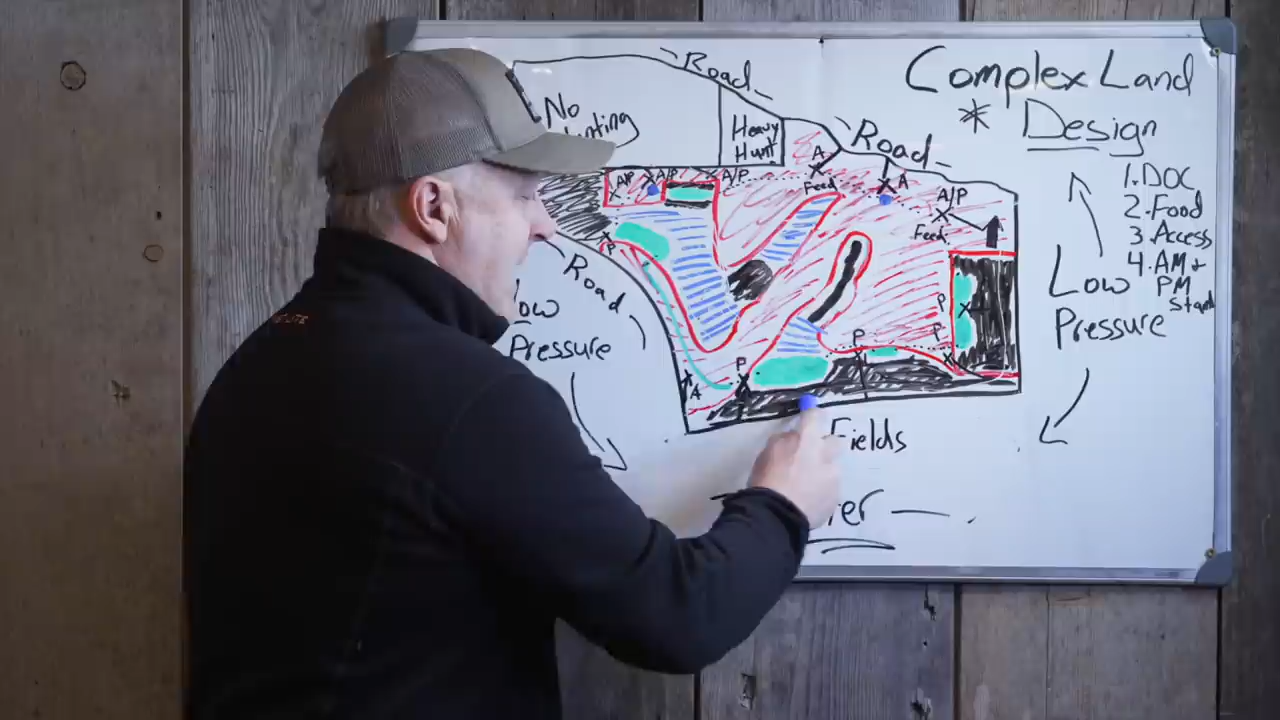 Complex Land
* Design
1. DOC
2. Food
3. Access
4. AM +
PM
Road
No
Heavy
Hunt
Road
A
A/P
A/P
A/P
Feed
A
A/P
Feed
P
Road
Low
Pressure
Low
Pressure
P
P
P
P
A
Fields